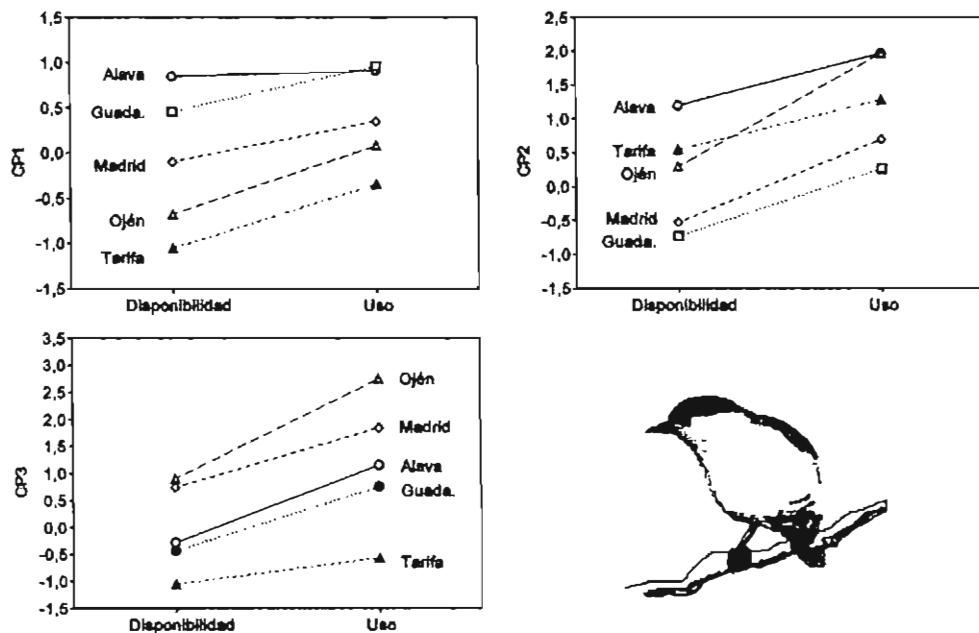 CP1
1,5
1,0
0,5
0,0
-0,5
-1,0
-1,5
Alava
Guada.
Madrid
Ojén
Tarifa
Disponibilidad Uso
CP2
2,5
2,0
1,5
1,0
0,5
0,0
-0,5
-1,0
-1,5
Alava
Tarifa
Ojén
Madrid
Guada.
Disponibilidad Uso
CP3
3,5
3,0
2,5
2,0
1,5
1,0
0,5
0,0
-0,5
-1,0
-1,5
Ojén
Madrid
Alava
Guada.
Tarifa
Disponibilidad Uso